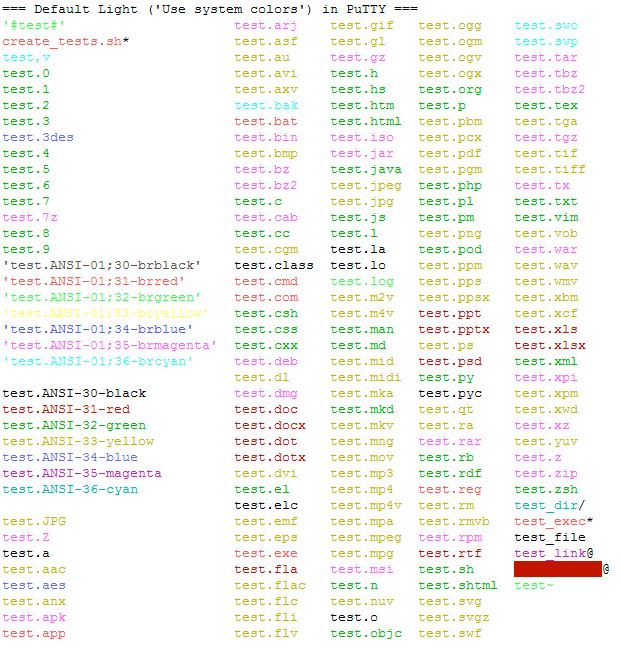 === Default Light ('Use system colors') in PuTTY ===
'#test#' test.arj test.gif test.ogg test.swo
create_tests.sh* test.asf test.gl test.ogm test.swp
test,v test.au test.gz test.ogv test.tar
test.0 test.avi test.h test.ogx test.tbz
test.1 test.axv test.hs test.org test.tbz2
test.2 test.bak test.htm test.p test.tex
test.3 test.bat test.html test.pbm test.tga
test.3des test.bin test.iso test.pcx test.tgz
test.4 test.bmp test.jar test.pdf test.tif
test.5 test.bz test.java test.pgm test.tiff
test.6 test.bz2 test.jpeg test.php test.tx
test.7 test.c test.jpg test.pl test.txt
test.7z test.cab test.js test.pm test.vim
test.8 test.cc test.l test.png test.vob
test.9 test.cgm test.la test.pod test.war
'test.ANSI-01;30-brblack' test.class test.lo test.ppm test.wav
'test.ANSI-01;31-brred' test.cmd test.log test.pps test.wmv
'test.ANSI-01;32-brgreen' test.com test.m2v test.ppsx test.xbm
'test.ANSI-01;33-bryellow' test.csh test.m4v test.ppt test.xcf
'test.ANSI-01;34-brblue' test.css test.man test.pptx test.xls
'test.ANSI-01;35-brmagenta' test.cxx test.md test.ps test.xlsx
'test.ANSI-01;36-brcyan' test.deb test.mid test.psd test.xml
test.dl test.midi test.py test.xpi
test.ANSI-30-black test.dmg test.mka test.pyc test.xpm
test.ANSI-31-red test.doc test.mkd test.qt test.xwd
test.ANSI-32-green test.docx test.mkv test.ra test.xz
test.ANSI-33-yellow test.dot test.mng test.rar test.yuv
test.ANSI-34-blue test.dotx test.mov test.rb test.z
test.ANSI-35-magenta test.dvi test.mp3 test.rdf test.zip
test.ANSI-36-cyan test.el test.mp4 test.reg test.zsh
test.elc test.mp4v test.rm test_dir/
test.JPG test.emf test.mpa test.rmvb test_exec*
test.Z test.eps test.mpeg test.rpm test_file
test.a test.exe test.mpg test.rtf test_link@
test.aac test.fla test.msi test.sh @
test.aes test.flac test.n test.shtml test~
test.anx test.flc test.nuv test.svg
test.apk test.fli test.o test.svgz
test.app test.flv test.objc test.swf